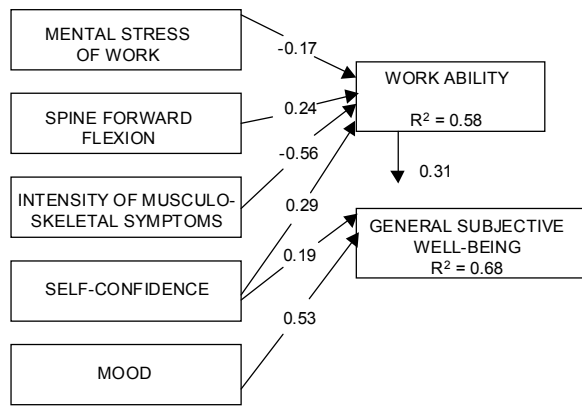 MENTAL STRESS
OF WORK
-0.17
WORK ABILITY
R² = 0.58
SPINE FORWARD
FLEXION
0.24
-0.56
INTENSITY OF MUSCULO-
SKELETAL SYMPTOMS
0.31
0.29
GENERAL SUBJECTIVE
WELL-BEING
R² = 0.68
0.19
SELF-CONFIDENCE
0.53
MOOD